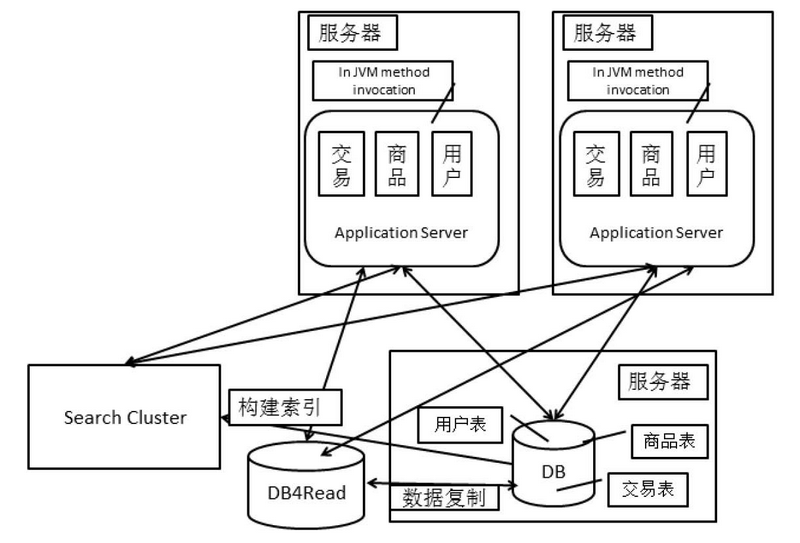 服务器
In JVM method
invocation
交易
商品
用户
Application Server
服务器
In JVM method
invocation
交易
商品
用户
Application Server
Search Cluster
构建索引
DB4Read
数据复制
服务器
用户表
商品表
DB
交易表